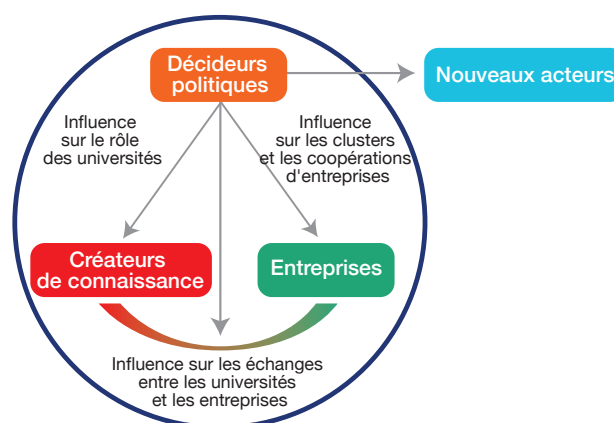 Décideurs
politiques
Nouveaux acteurs
Influence
sur le rôle
des universités
Influence
sur les clusters
et les coopérations
d'entreprises
Créateurs
de connaissance
Entreprises
Influence sur les échanges
entre les universités
et les entreprises